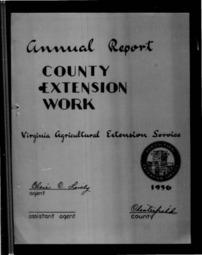 Annual Report
COUNTY
EXTENSION
WORK
Virginia Agricultural Extension Service
1956
agent
assistant agent
Chesterfield
county